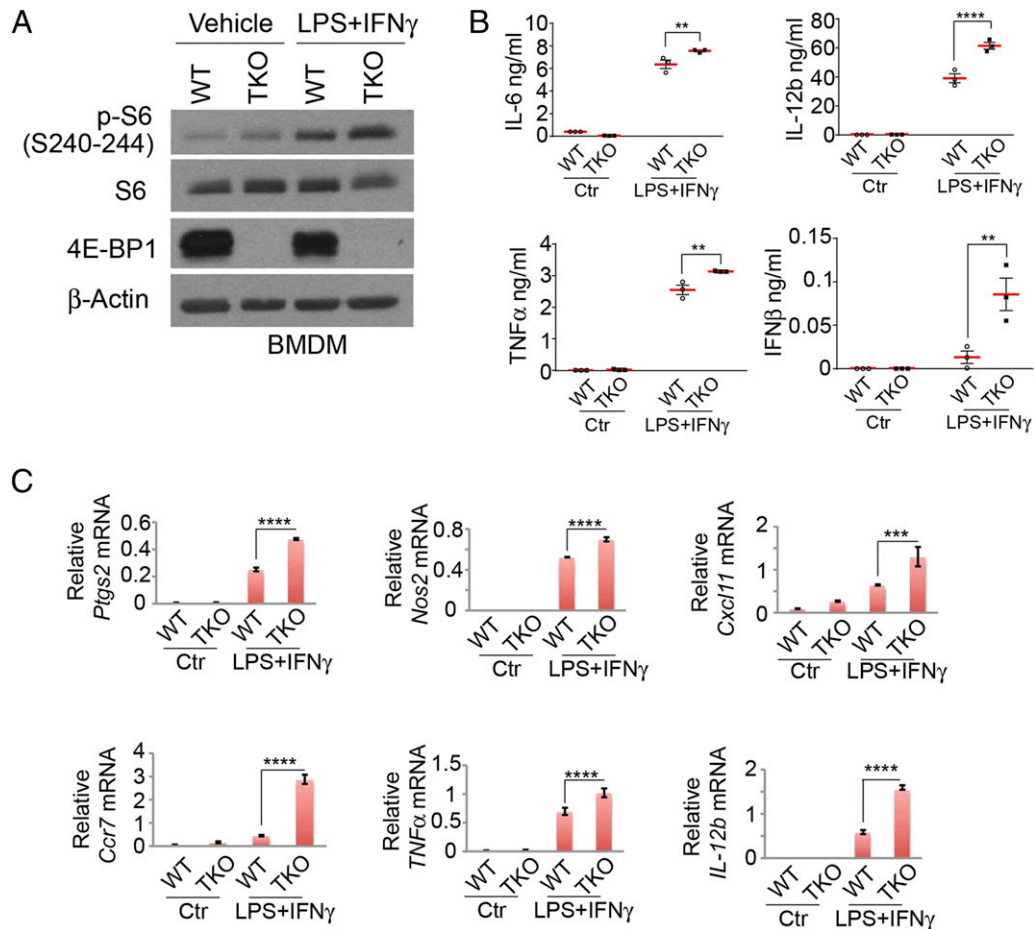 A
Vehicle LPS+IFNγ
WT TKO WT TKO
p-S6
(S240-244)
S6
4E-BP1
β-Actin
BMDM
B
IL-6 ng/ml
10
8
6
4
2
0
**
WT TKO WT TKO
Ctr LPS+IFNγ
IL-12b ng/ml
80
60
40
20
0
****
WT TKO WT TKO
Ctr LPS+IFNγ
TNFα ng/ml
4
3
2
1
0
**
WT TKO WT TKO
Ctr LPS+IFNγ
IFNβ ng/ml
0.15
0.1
0.05
0
**
WT TKO WT TKO
Ctr LPS+IFNγ
C
Relative
Ptgs2 mRNA
0.6
0.4
0.2
0
****
WT TKO WT TKO
Ctr LPS+IFNγ
Relative
Nos2 mRNA
0.8
0.4
0
****
WT TKO WT TKO
Ctr LPS+IFNγ
Relative
Cxcl11 mRNA
2
1
0
***
WT TKO WT TKO
Ctr LPS+IFNγ
Relative
Ccr7 mRNA
4
3
2
1
0
****
WT TKO WT TKO
Ctr LPS+IFNγ
Relative
TNFα mRNA
1.5
1
0.5
0
****
WT TKO WT TKO
Ctr LPS+IFNγ
Relative
IL-12b mRNA
2
1
0
****
WT TKO WT TKO
Ctr LPS+IFNγ